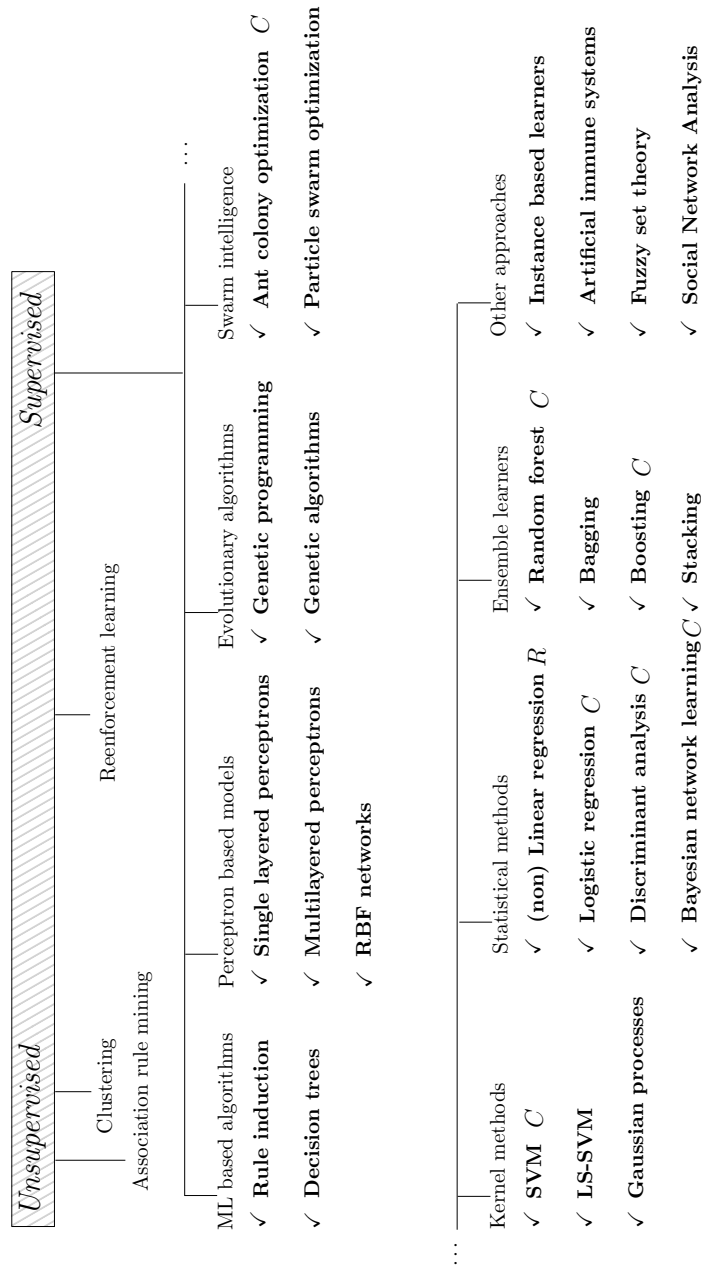 Unsupervised Supervised
Clustering
Association rule mining
Reenforcement learning
ML based algorithms
✓ Rule induction
✓ Decision trees
Perceptron based models
✓ Single layered perceptrons
✓ Multilayered perceptrons
✓ RBF networks
Evolutionary algorithms
✓ Genetic programming
✓ Genetic algorithms
Swarm intelligence
✓ Ant colony optimization C
✓ Particle swarm optimization
...
...
Kernel methods
✓ SVM C
✓ LS-SVM
✓ Gaussian processes
Statistical methods
✓ (non) Linear regression R
✓ Logistic regression C
✓ Discriminant analysis C
✓ Bayesian network learning C
Ensemble learners
✓ Random forest C
✓ Bagging
✓ Boosting C
✓ Stacking
Other approaches
✓ Instance based learners
✓ Artificial immune systems
✓ Fuzzy set theory
✓ Social Network Analysis